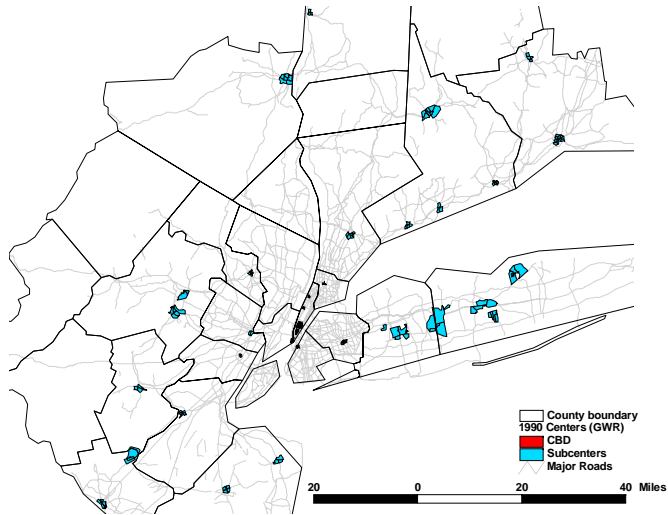 County boundary
1990 Centers (GWR)
CBD
Subcenters
Major Roads
20 0 20 40 Miles